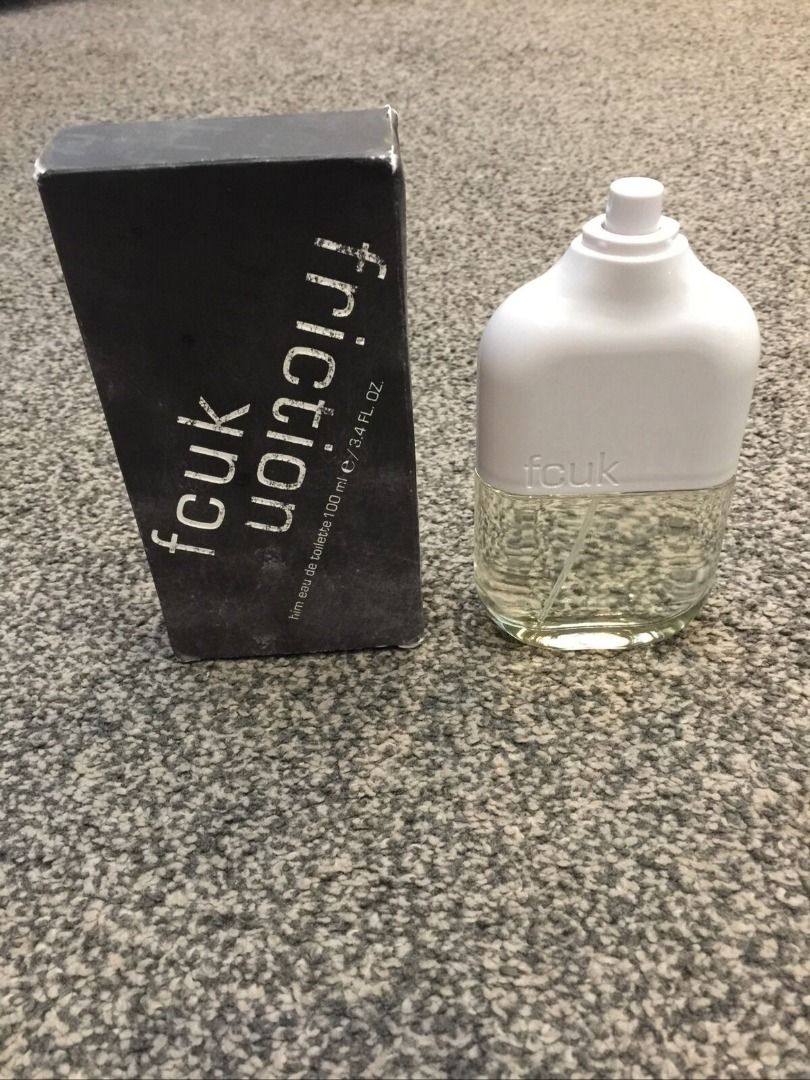 fcuk
friction
him eau de toilette 100 ml ℮/3.4 FL. OZ.
fcuk